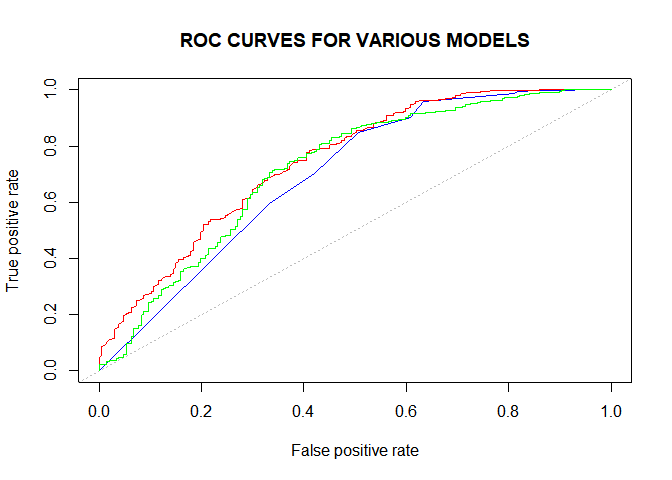 ROC CURVES FOR VARIOUS MODELS
True positive rate
1.0
0.8
0.6
0.4
0.2
0.0
0.0 0.2 0.4 0.6 0.8 1.0
False positive rate